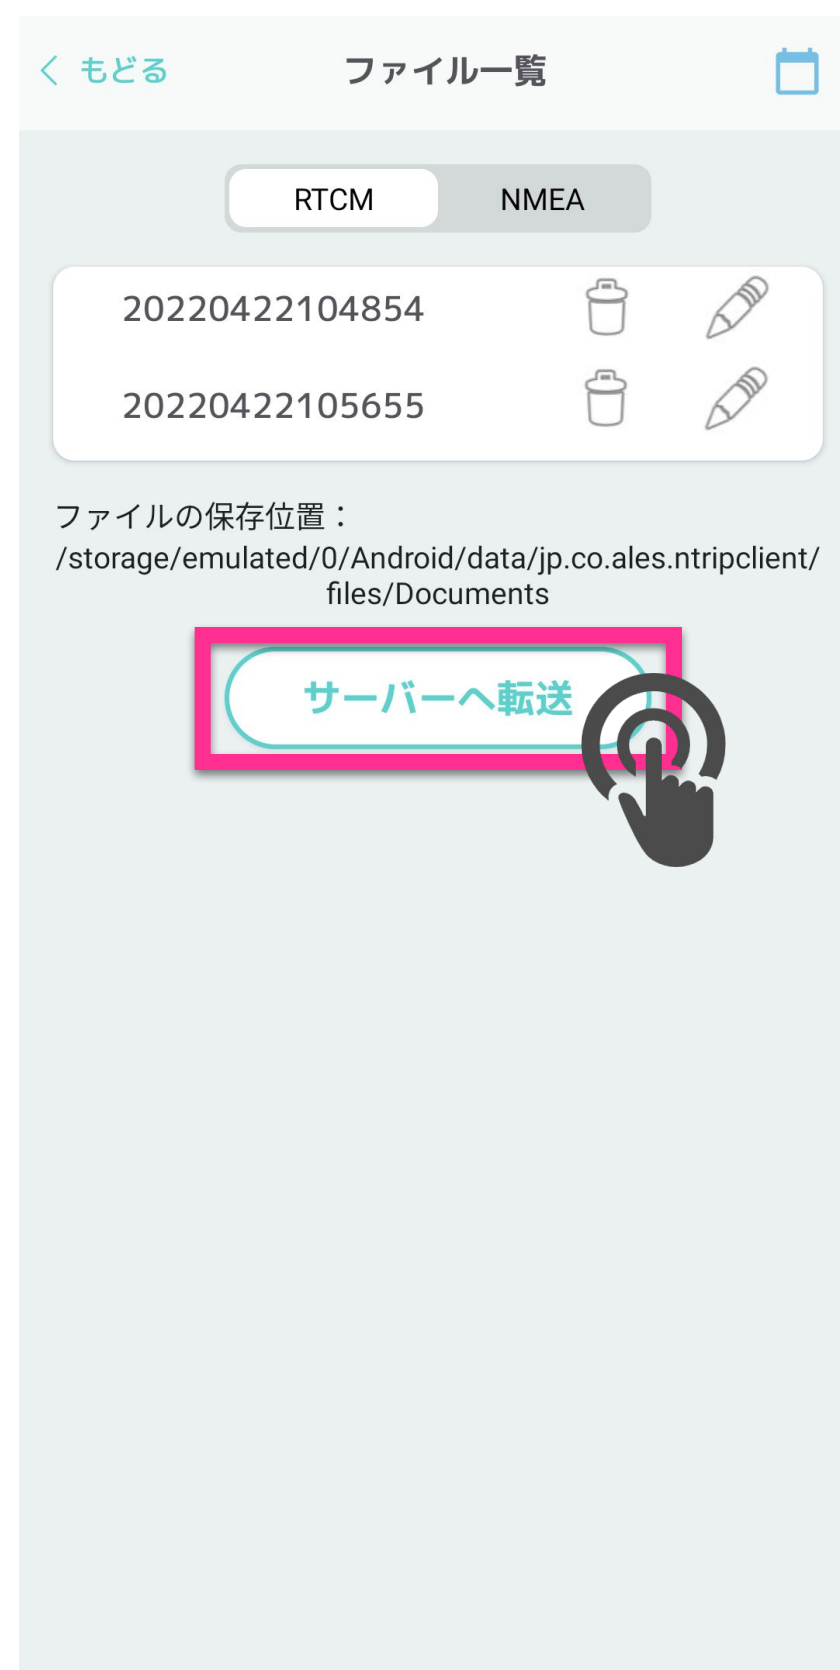 もどる
ファイル一覧
RTCM
NMEA
20220422104854
20220422105655
ファイルの保存位置：
/storage/emulated/0/Android/data/jp.co.ales.ntripclient/
files/Documents
サーバーへ転送